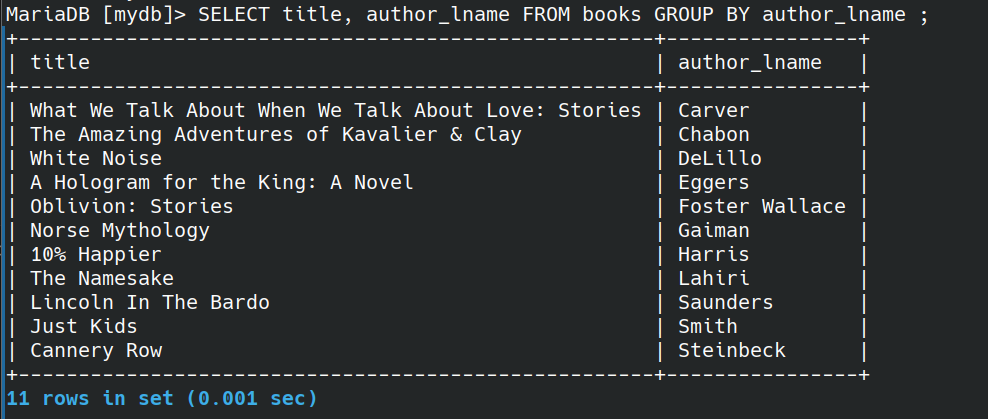 MariaDB [mydb]> SELECT title, author_lname FROM books GROUP BY author_lname ;
+-----------------------------------------------------+----------------+
| title                                               | author_lname   |
+-----------------------------------------------------+----------------+
| What We Talk About When We Talk About Love: Stories | Carver         |
| The Amazing Adventures of Kavalier & Clay           | Chabon         |
| White Noise                                         | DeLillo        |
| A Hologram for the King: A Novel                    | Eggers         |
| Oblivion: Stories                                   | Foster Wallace |
| Norse Mythology                                     | Gaiman         |
| 10% Happier                                         | Harris         |
| The Namesake                                        | Lahiri         |
| Lincoln In The Bardo                                | Saunders       |
| Just Kids                                           | Smith          |
| Cannery Row                                         | Steinbeck      |
+-----------------------------------------------------+----------------+
11 rows in set (0.001 sec)